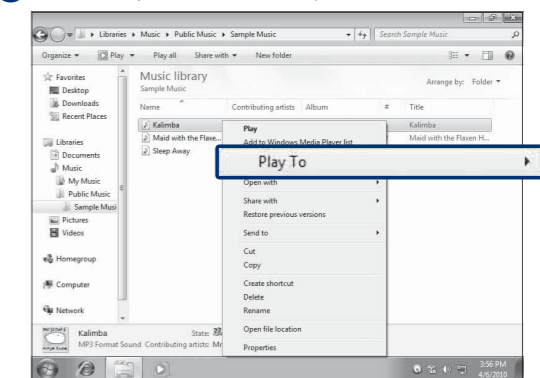 Libraries ▸ Music ▸ Public Music ▸ Sample Music
Search Sample Music
Organize Play Play all Share with New folder
Favorites
Desktop
Downloads
Recent Places
Libraries
Documents
Music
My Music
Public Music
Sample Musi
Pictures
Videos
Homegroup
Computer
Network
Music library
Sample Music
Arrange by: Folder
Name Contributing artists Album # Title
Kalimba Kalimba
Maid with the Flaxe... Maid with the Flaxen H...
Sleep Away
Play
Add to Windows Media Player list
Play To
Open with
Share with
Restore previous versions
Send to
Cut
Copy
Create shortcut
Delete
Rename
Open file location
Properties
Kalimba State:
MP3 Format Sound Contributing artists: Mr
3:56 PM
4/6/2010